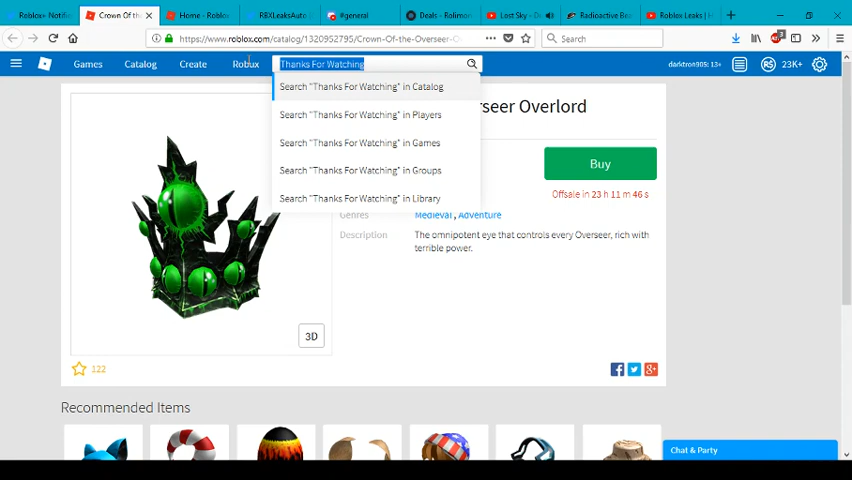 Roblox+ Notific
Crown Of the
Home - Roblox
RBXLeaksAuto
#general
Deals - Rolimon
Lost Sky -
Radioactive Bea
Roblox Leaks | H
https://www.roblox.com/catalog/1320952795/Crown-Of-the-Overseer-O
Search
Games
Catalog
Create
Robux
Thanks For Watching
darktron905: 13+
23K+
Search "Thanks For Watching" in Catalog
Search "Thanks For Watching" in Players
Search "Thanks For Watching" in Games
Search "Thanks For Watching" in Groups
Search "Thanks For Watching" in Library
erseer Overlord
Buy
Offsale in 23 h 11 m 46 s
Genres
Medieval , Adventure
Description
The omnipotent eye that controls every Overseer, rich with
terrible power.
3D
122
Recommended Items
Chat & Party